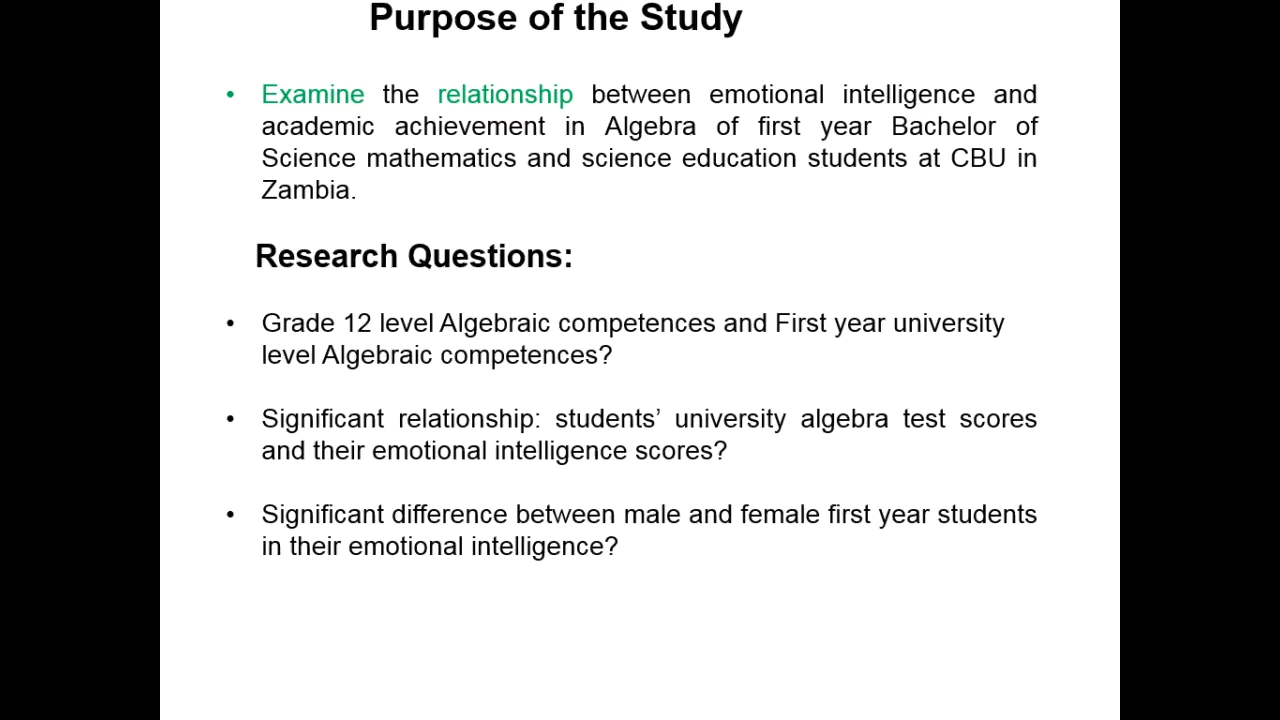 Purpose of the Study
• Examine the relationship between emotional intelligence and
academic achievement in Algebra of first year Bachelor of
Science mathematics and science education students at CBU in
Zambia.
Research Questions:
• Grade 12 level Algebraic competences and First year university
level Algebraic competences?
• Significant relationship: students’ university algebra test scores
and their emotional intelligence scores?
• Significant difference between male and female first year students
in their emotional intelligence?